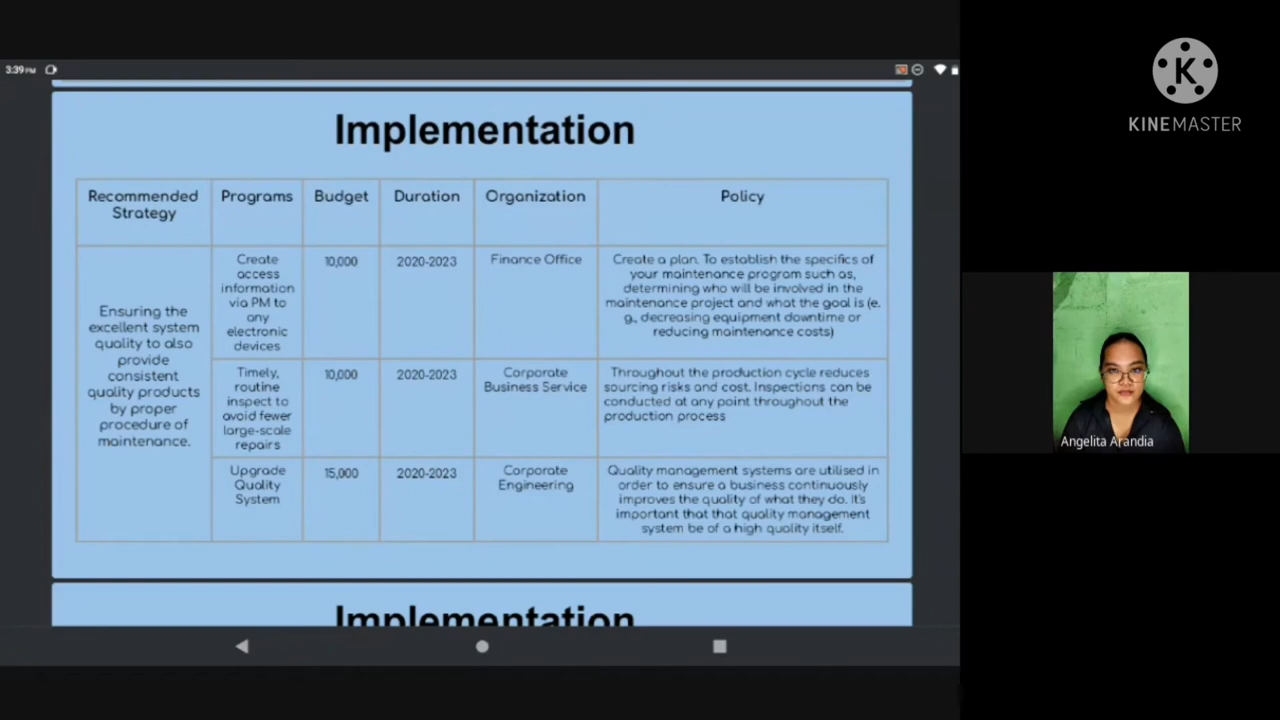 3:39 PM
KINEMASTER
Implementation
Recommended
Strategy
Programs
Budget
Duration
Organization
Policy
Ensuring the
excellent system
quality to also
provide
consistent
quality products
by proper
procedure of
maintenance.
Create
access
information
via PM to
any
electronic
devices
10,000
2020-2023
Finance Office
Create a plan. To establish the specifics of
your maintenance program such as,
determining who will be involved in the
maintenance project and what the goal is (e.
g., decreasing equipment downtime or
reducing maintenance costs)
Timely,
routine
inspect to
avoid fewer
large-scale
repairs
10,000
2020-2023
Corporate
Business Service
Throughout the production cycle reduces
sourcing risks and cost. Inspections can be
conducted at any point throughout the
production process
Upgrade
Quality
System
15,000
2020-2023
Corporate
Engineering
Quality management systems are utilised in
order to ensure a business continuously
improves the quality of what they do. It's
important that that quality management
system be of a high quality itself.
Angelita Arandia
Implementation